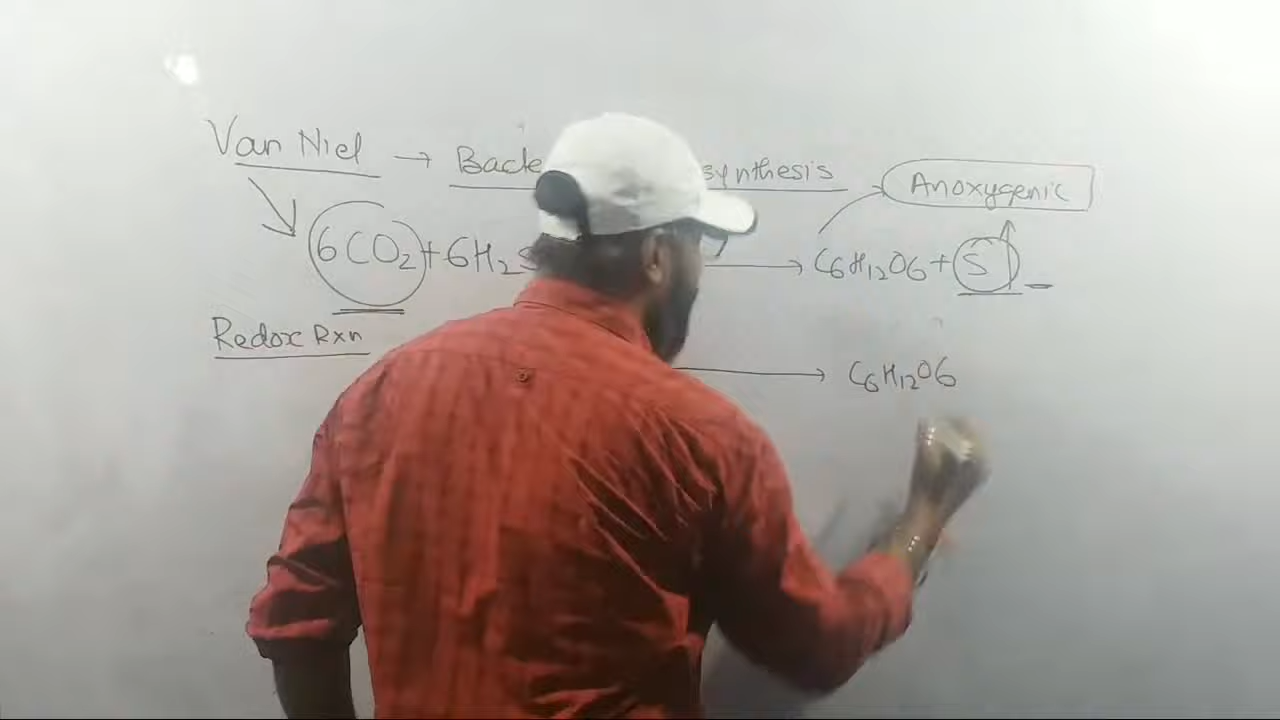 Van Niel → Bacte synthesis Anoxygenic
6CO₂+6H₂S → C₆H₁₂O₆+S
Redox Rxn
→ C₆H₁₂O₆